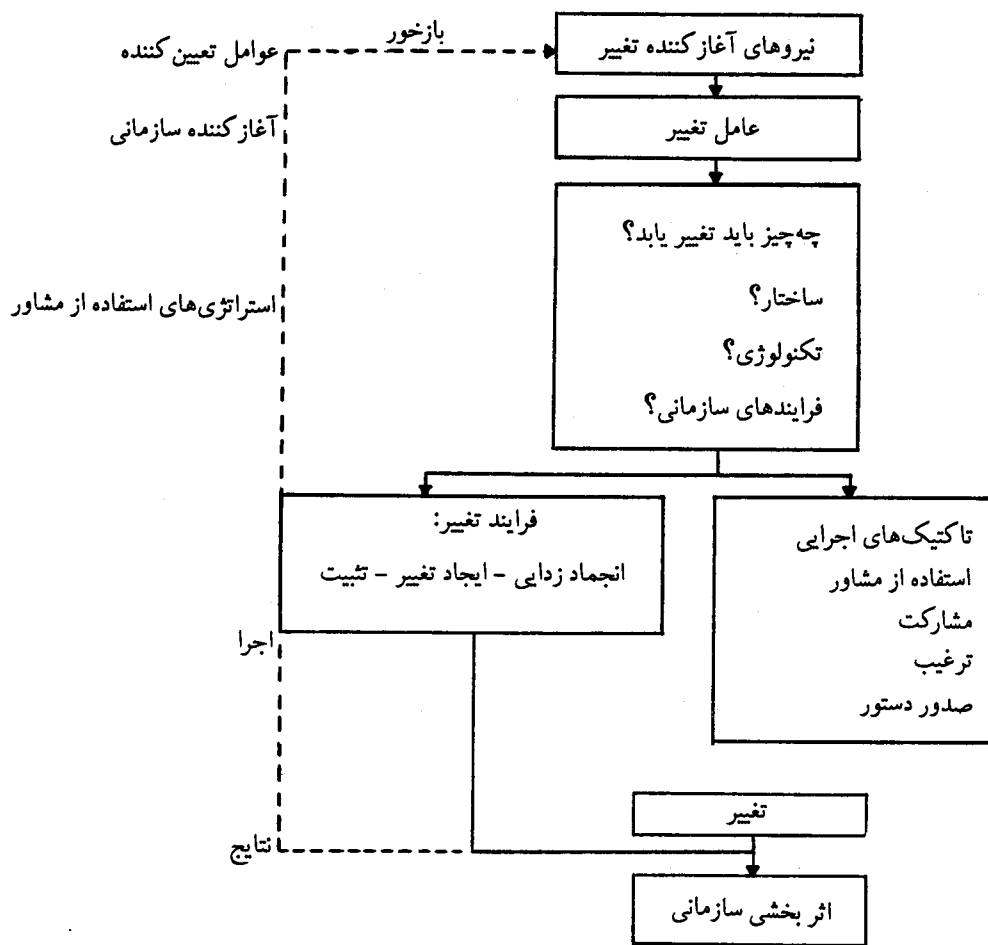 بازخور
نیروهای آغازکننده تغییر
عوامل تعیین‌کننده
عامل تغییر
آغازکننده سازمانی
چه‌چیز باید تغییر یابد؟
ساختار؟
استراتژی‌های استفاده از مشاور
تکنولوژی؟
فرایندهای سازمانی؟
تاکتیک‌های اجرایی
استفاده از مشاور
مشارکت
ترغیب
صدور دستور
فرایند تغییر:
انجماد زدایی – ایجاد تغییر – تثبیت
اجرا
تغییر
نتایج
اثر بخشی سازمانی